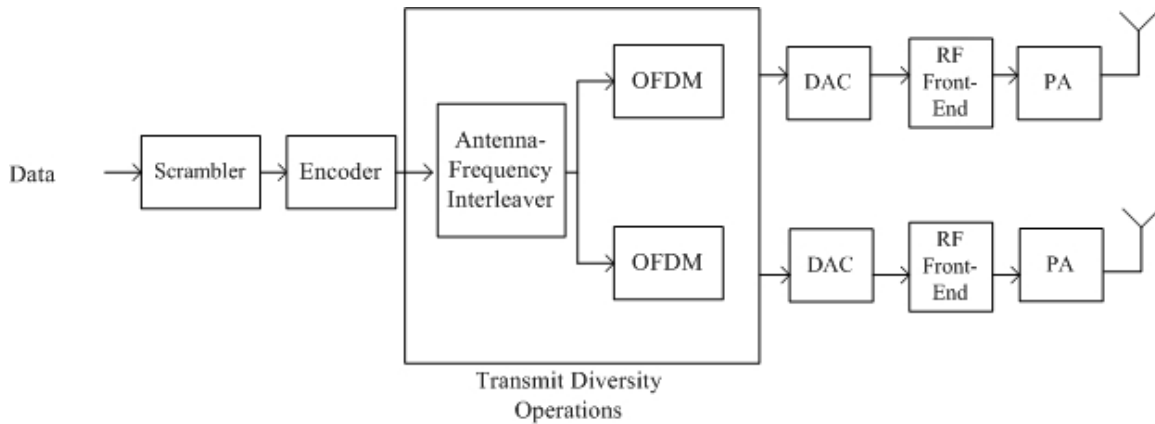 Data
Scrambler
Encoder
Antenna-
Frequency
Interleaver
OFDM
DAC
RF
Front-
End
PA
OFDM
DAC
RF
Front-
End
PA
Transmit Diversity
Operations